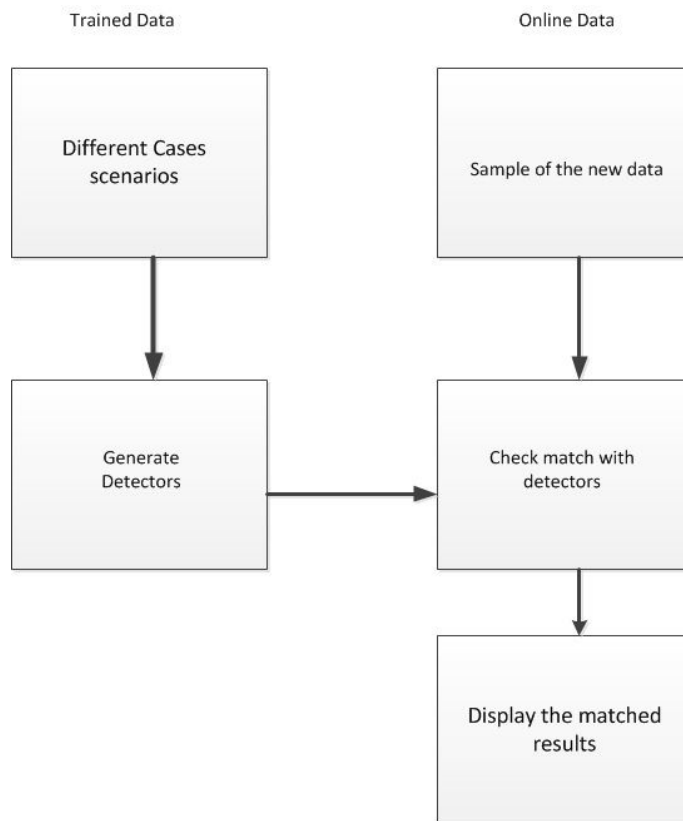 Trained Data
Online Data
Different Cases
scenarios
Sample of the new data
Generate
Detectors
Check match with
detectors
Display the matched
results